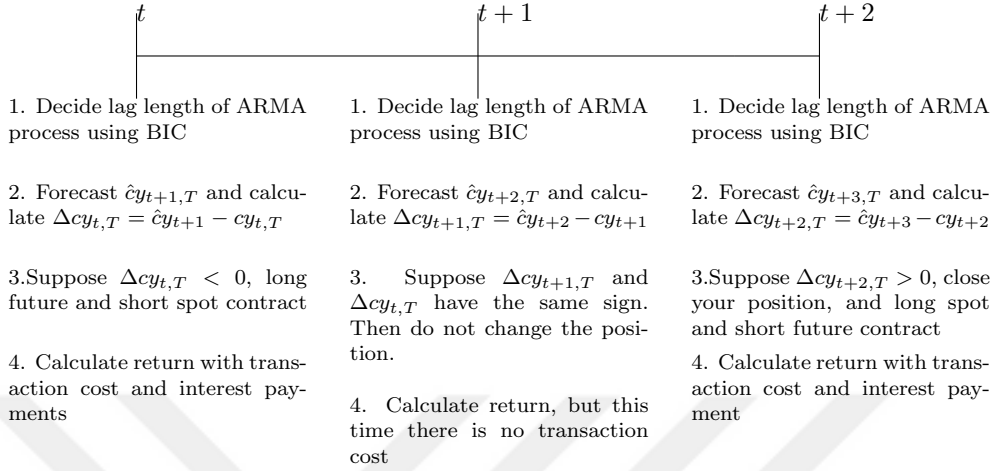 t
t + 1
t + 2
1. Decide lag length of ARMA
process using BIC
2. Forecast ĉy_{t+1,T} and calcu-
late Δcy_{t,T} = ĉy_{t+1} − cy_{t,T}
3.Suppose Δcy_{t,T} < 0, long
future and short spot contract
4. Calculate return with trans-
action cost and interest pay-
ments
1. Decide lag length of ARMA
process using BIC
2. Forecast ĉy_{t+2,T} and calcu-
late Δcy_{t+1,T} = ĉy_{t+2} − cy_{t+1}
3. Suppose Δcy_{t+1,T} and
Δcy_{t,T} have the same sign.
Then do not change the posi-
tion.
4. Calculate return, but this
time there is no transaction
cost
1. Decide lag length of ARMA
process using BIC
2. Forecast ĉy_{t+3,T} and calcu-
late Δcy_{t+2,T} = ĉy_{t+3} − cy_{t+2}
3.Suppose Δcy_{t+2,T} > 0, close
your position, and long spot
and short future contract
4. Calculate return with trans-
action cost and interest pay-
ment